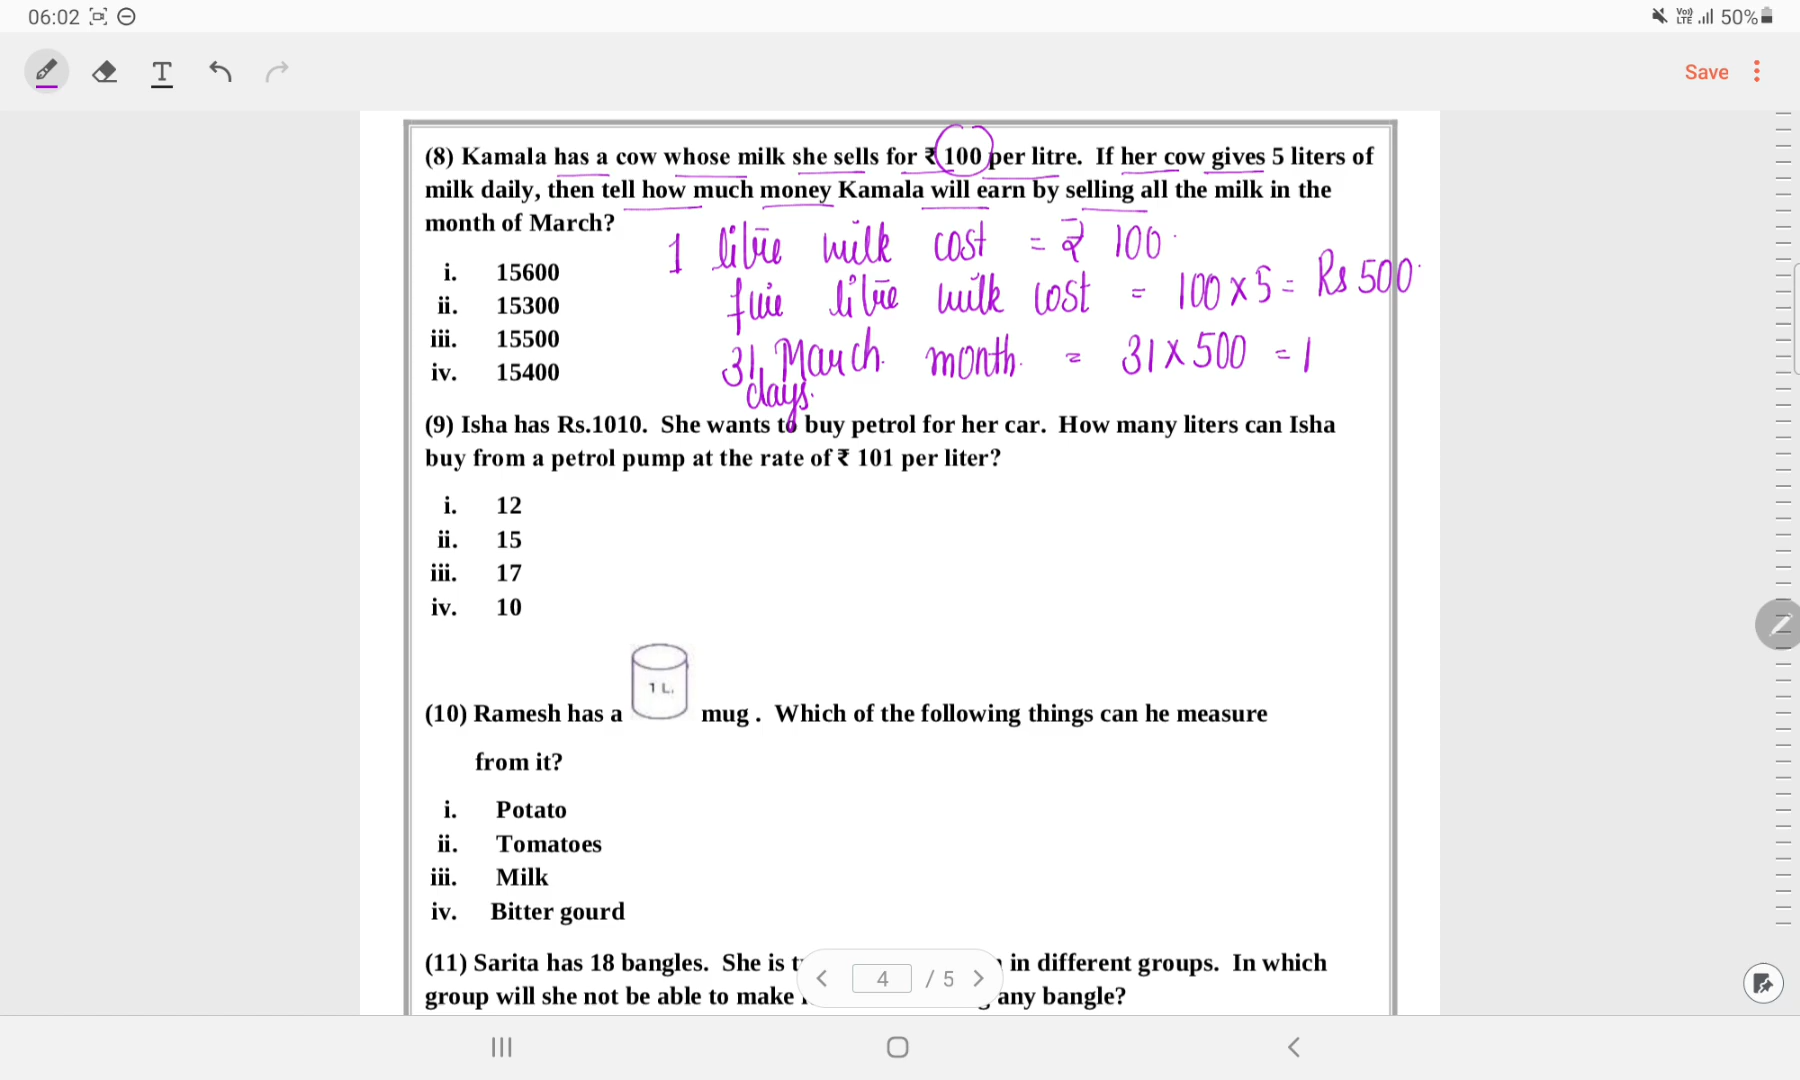 06:02 50%
Save
(8) Kamala has a cow whose milk she sells for ₹ 100 per litre. If her cow gives 5 liters of
milk daily, then tell how much money Kamala will earn by selling all the milk in the
month of March?
1 litre milk cost = ₹ 100
i. 15600
five litre milk cost = 100 x 5 = Rs 500
ii. 15300
iii. 15500
31 March month = 31 x 500 = 1
days.
iv. 15400
(9) Isha has Rs.1010. She wants to buy petrol for her car. How many liters can Isha
buy from a petrol pump at the rate of ₹ 101 per liter?
i. 12
ii. 15
iii. 17
iv. 10
1 L.
(10) Ramesh has a mug . Which of the following things can he measure
from it?
i. Potato
ii. Tomatoes
iii. Milk
iv. Bitter gourd
(11) Sarita has 18 bangles. She is in different groups. In which
group will she not be able to make any bangle?
4 / 5